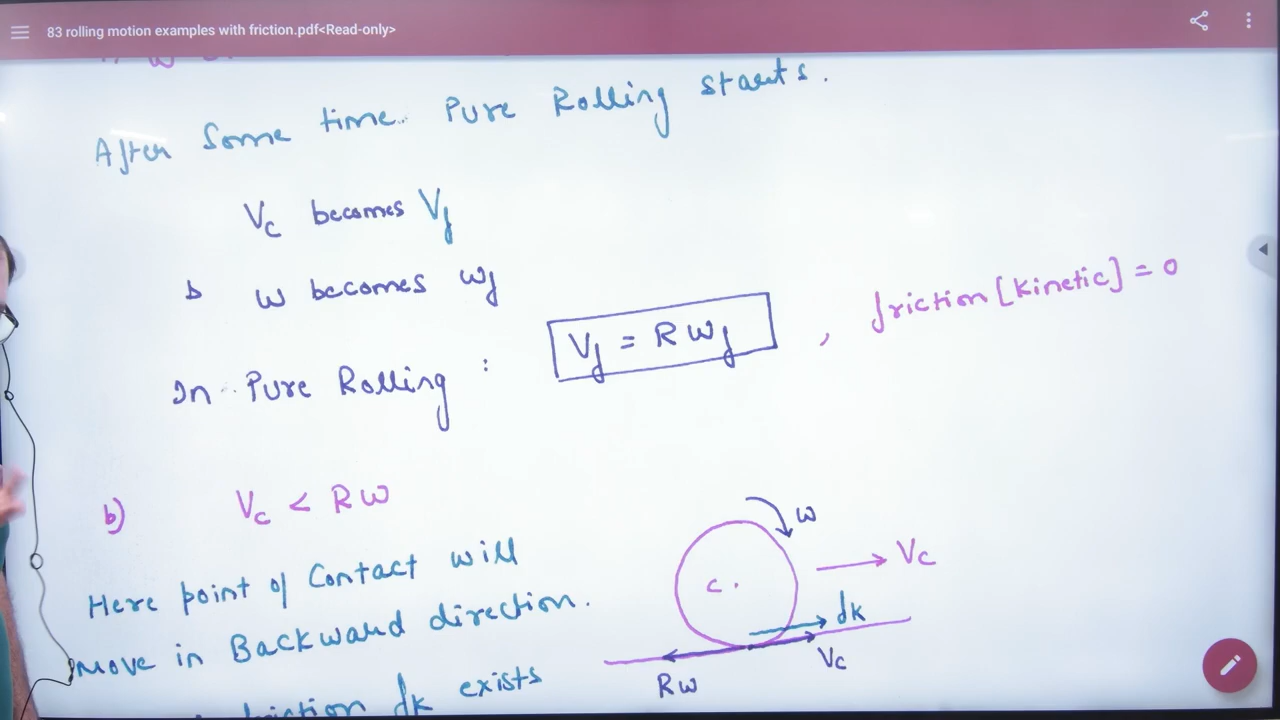 83 rolling motion examples with friction.pdf<Read-only>
After Some time Pure Rolling starts.
Vc becomes Vf
ω becomes ωf
In Pure Rolling : Vf = Rωf , friction [kinetic] = 0
b) Vc < Rω
ω
Vc
C
Here point of Contact will
fk
move in Backward direction.
Vc
Rω
friction fk exists